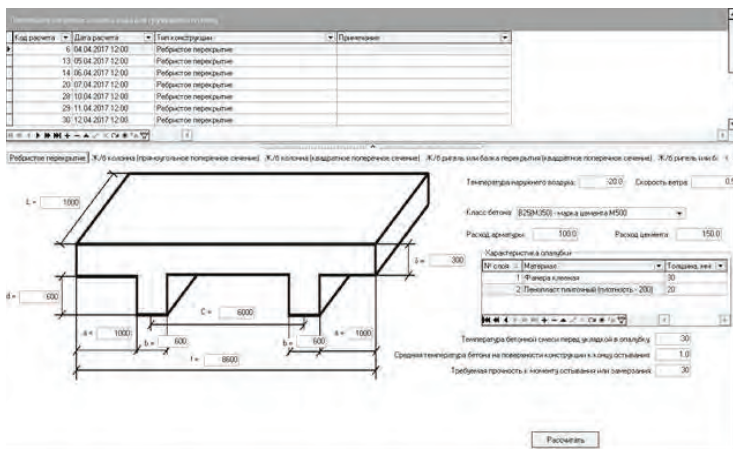 Код расчета Дата расчета Тип конструкции Примечание
6 04.04.2017 12:00 Ребристое перекрытие
13 05.04.2017 12:00 Ребристое перекрытие
14 06.04.2017 12:00 Ребристое перекрытие
20 07.04.2017 12:00 Ребристое перекрытие
28 10.04.2017 12:00 Ребристое перекрытие
29 11.04.2017 12:00 Ребристое перекрытие
30 12.04.2017 12:00 Ребристое перекрытие
Ребристое перекрытие Ж/б колонна (прямоугольное поперечное сечение) Ж/б колонна (квадратное поперечное сечение) Ж/б ригель или балка перекрытия (квадратное поперечное сечение) Ж/б ригель или б
Температура наружного воздуха: -20.0 Скорость ветра: 0.5
L = 1000
Класс бетона: B25(M350) - марка цемента М500
Расход арматуры: 100.0 Расход цемента: 150.0
Характеристика опалубки
№ слоя Материал Толщина, мм
1 Фанера клееная 30
2 Пенопласт плиточный (плотность - 200) 20
300
d = 600
C = 6000
a = 1000 b = 600 b = 600 a = 1000
f = 8600
Температура бетонной смеси перед укладкой в опалубку 30
Средняя температура бетона на поверхности конструкции к концу остывания 1.0
Требуемая прочность к моменту остывания или замерзания 30
Рассчитать